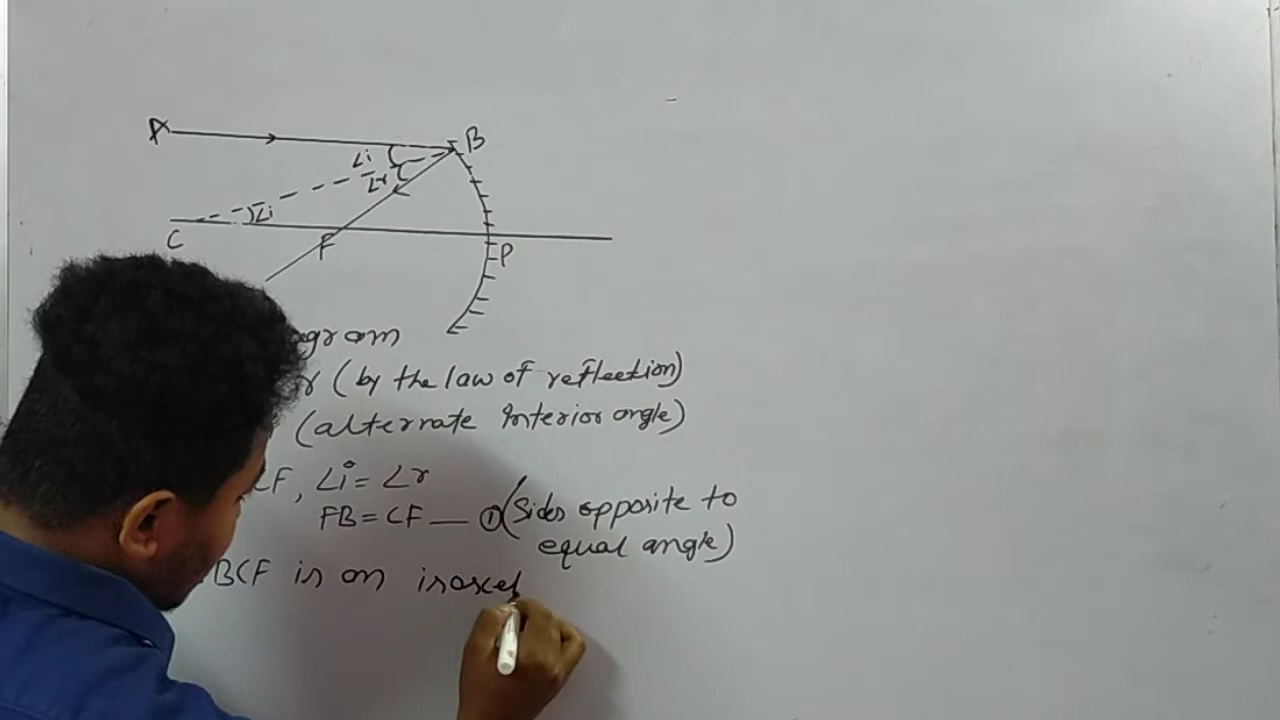 A
B
∠i
∠r
)∠i
C
F
P
gram
r (by the law of reflection)
(alternate Interior angle)
CF, ∠i = ∠r
FB = CF — ① (Sides opposite to
equal angle)
BCF is an isoscel